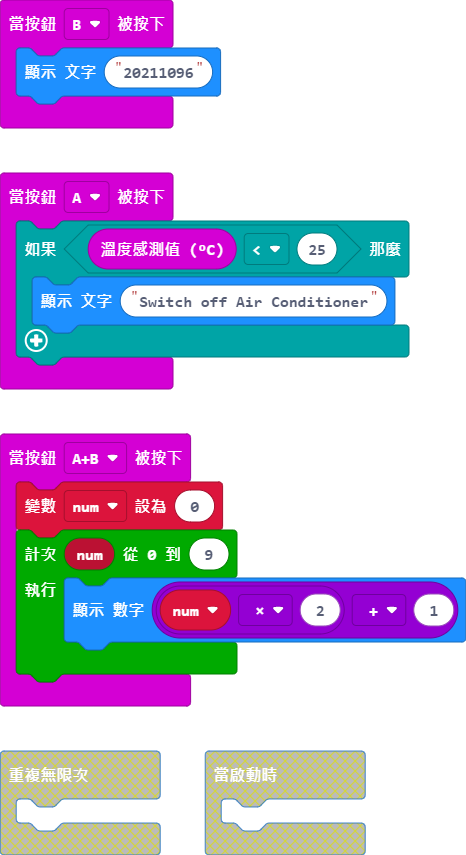 當按鈕 B 被按下
顯示 文字 "20211096"
當按鈕 A 被按下
如果 溫度感測值 (ºC) < 25 那麼
顯示 文字 "Switch off Air Conditioner"
當按鈕 A+B 被按下
變數 num 設為 0
計次 num 從 0 到 9
執行
顯示 數字 num × 2 + 1
重複無限次 當啟動時